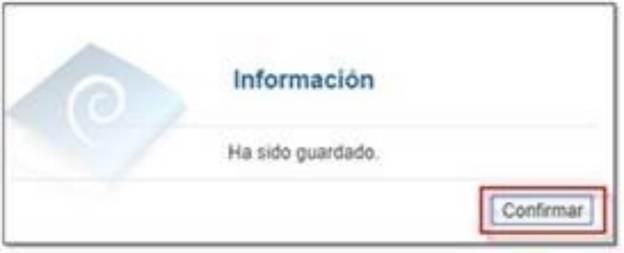 Información
Ha sido guardado.
Confirmar